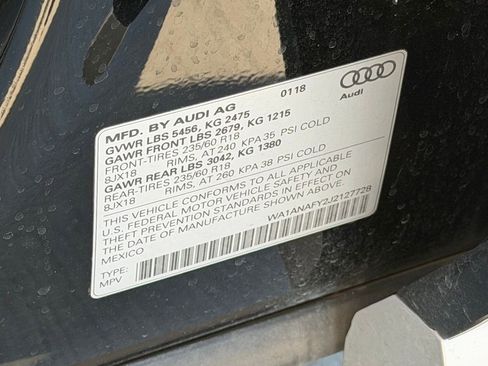 MFD. BY AUDI AG 01 18
GVWR LBS 5456, KG 2475
GAWR FRONT LBS 2679, KG 1215
FRONT-TIRES 235/60 R18
8JX18 RIMS, AT 240 KPA 35 PSI COLD
GAWR REAR LBS 3042, KG 1380
REAR-TIRES 235/60 R18
8JX18 RIMS, AT 260 KPA 38 PSI COLD
THIS VEHICLE CONFORMS TO ALL APPLICABLE
U.S. FEDERAL MOTOR VEHICLE SAFETY AND
THEFT PREVENTION STANDARDS IN EFFECT ON
THE DATE OF MANUFACTURE SHOWN ABOVE.
MEXICO
WA1ANAFY2J2127728
TYPE:
MPV
Audi